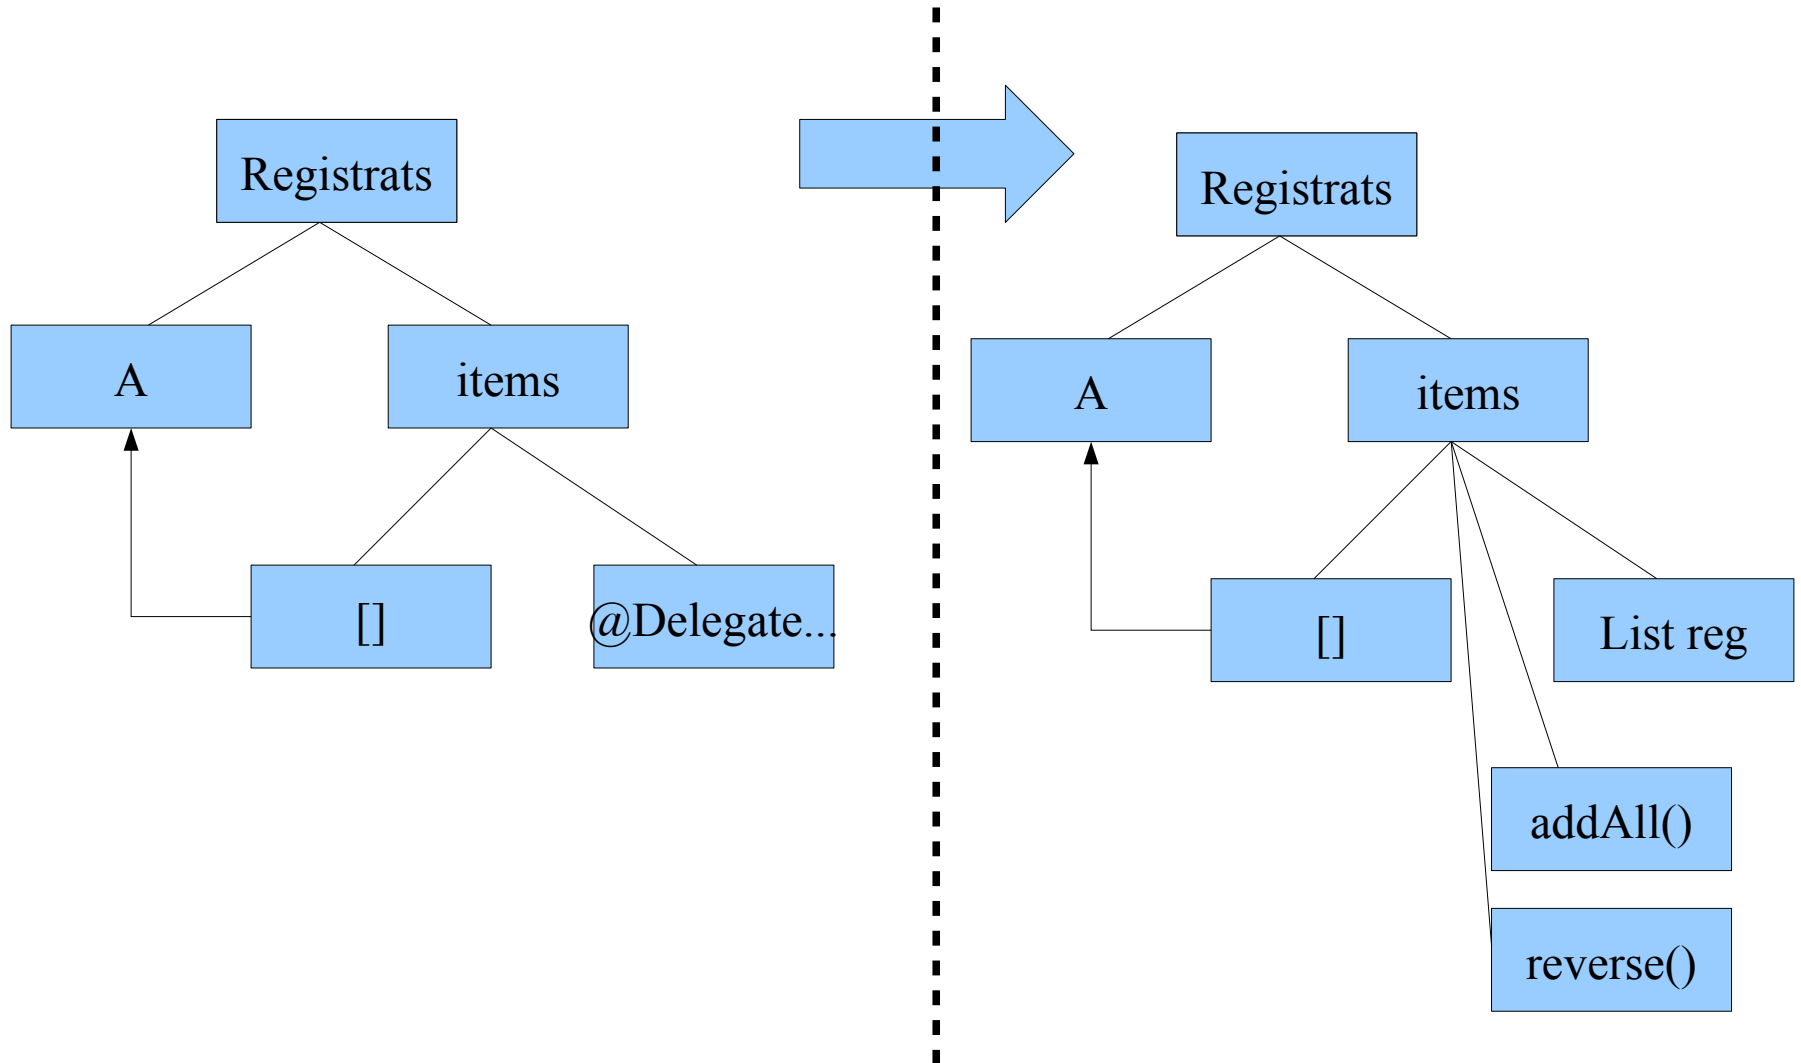 Registrats
A
items
[]
@Delegate...
Registrats
A
items
[]
List reg
addAll()
reverse()